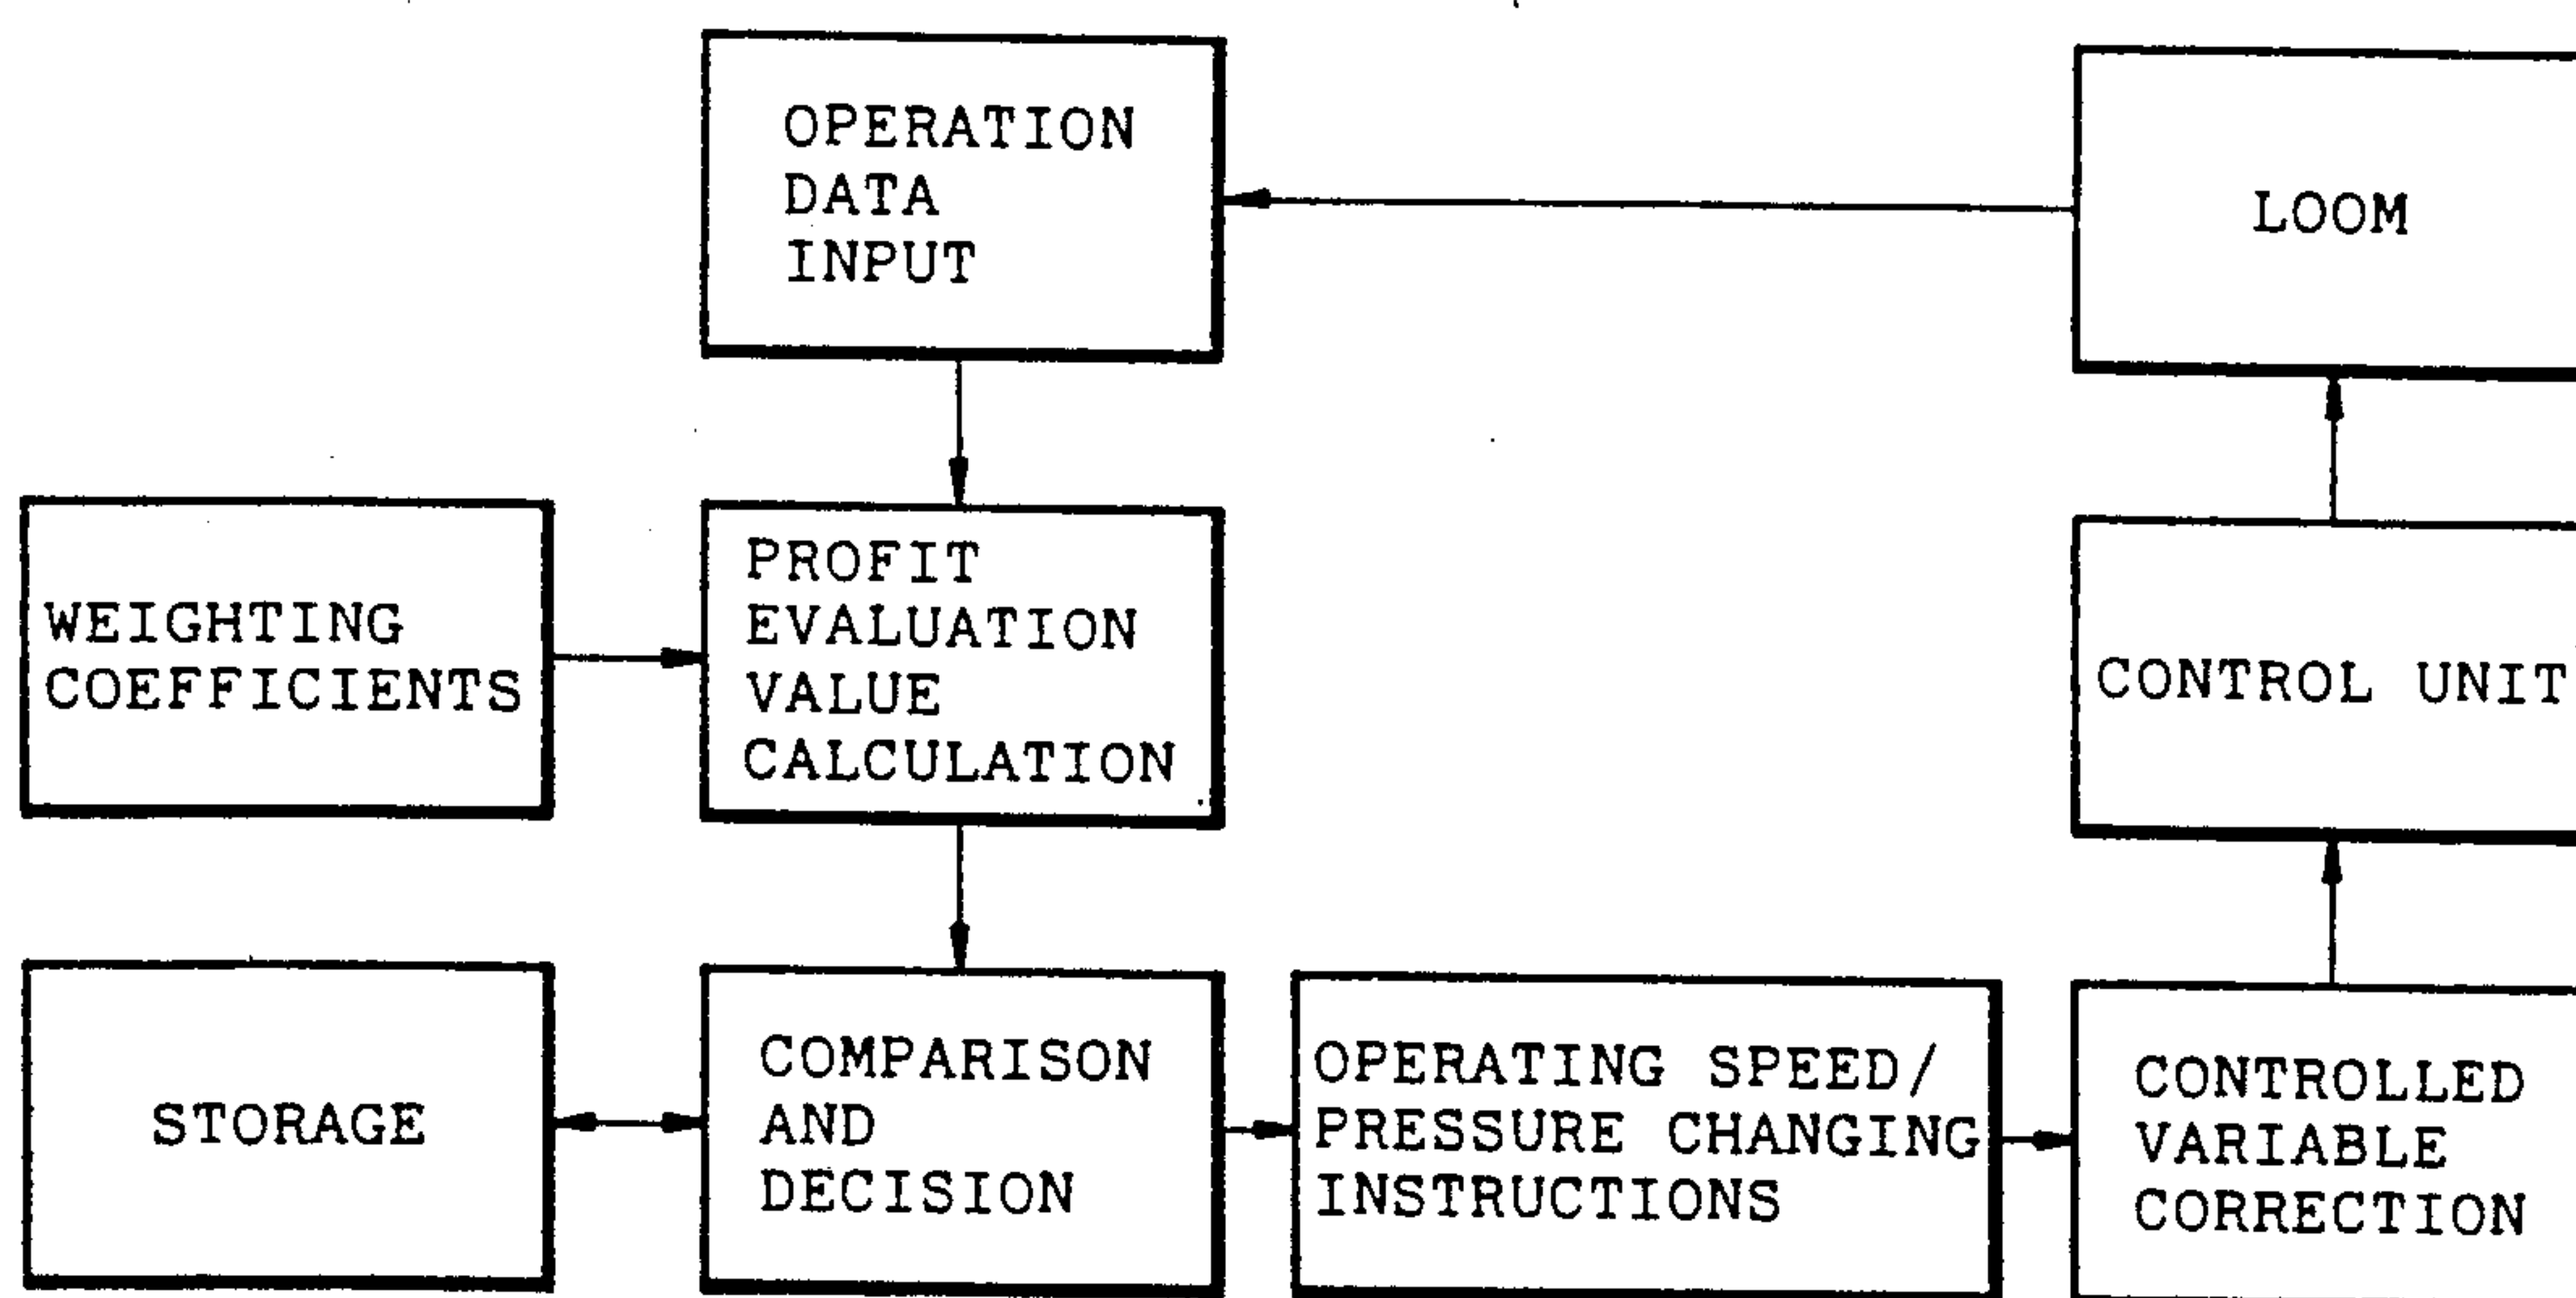 OPERATION
DATA
INPUT
LOOM
WEIGHTING
COEFFICIENTS
PROFIT
EVALUATION
VALUE
CALCULATION
CONTROL UNIT
STORAGE
COMPARISON
AND
DECISION
OPERATING SPEED/
PRESSURE CHANGING
INSTRUCTIONS
CONTROLLED
VARIABLE
CORRECTION